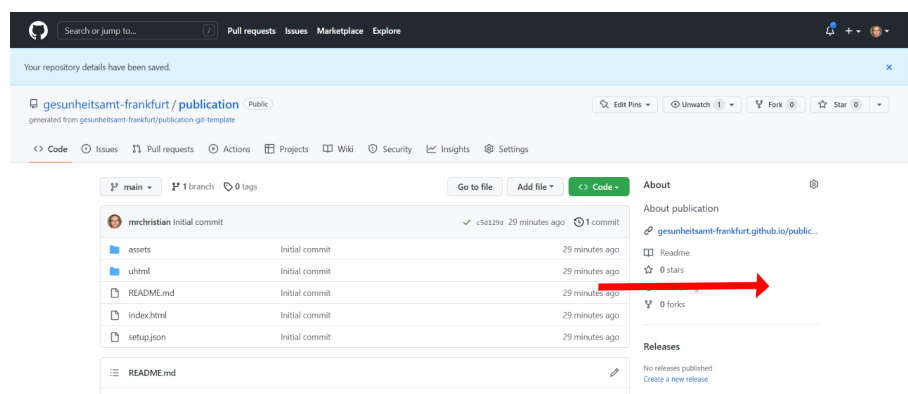 Search or jump to... / Pull requests Issues Marketplace Explore
Your repository details have been saved.
gesunheitsamt-frankfurt / publication Public
Edit Pins Unwatch 1 Fork 0 Star 0
generated from gesunheitsamt-frankfurt/publication-git-template
Code Issues Pull requests Actions Projects Wiki Security Insights Settings
main 1 branch 0 tags Go to file Add file Code
mrchristian Initial commit c5d129d 29 minutes ago 1 commit
assets Initial commit 29 minutes ago
uhtml Initial commit 29 minutes ago
README.md Initial commit 29 minutes ago
index.html Initial commit 29 minutes ago
setup.json Initial commit 29 minutes ago
README.md
About
About publication
gesunheitsamt-frankfurt.github.io/public...
Readme
0 stars
0 forks
Releases
No releases published
Create a new release